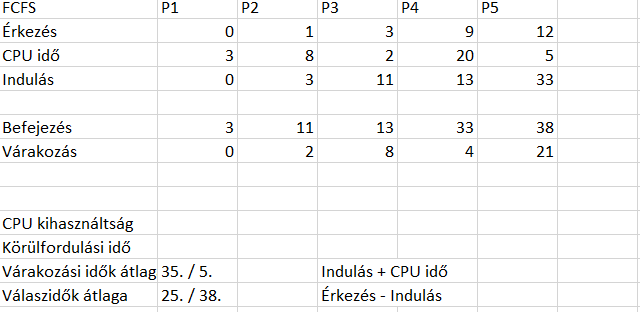 FCFS P1 P2 P3 P4 P5
Érkezés 0 1 3 9 12
CPU idő 3 8 2 20 5
Indulás 0 3 11 13 33
Befejezés 3 11 13 33 38
Várakozás 0 2 8 4 21
CPU kihasználtság
Körülfordulási idő
Várakozási idők átlag 35. / 5. Indulás + CPU idő
Válaszidők átlaga 25. / 38. Érkezés - Indulás